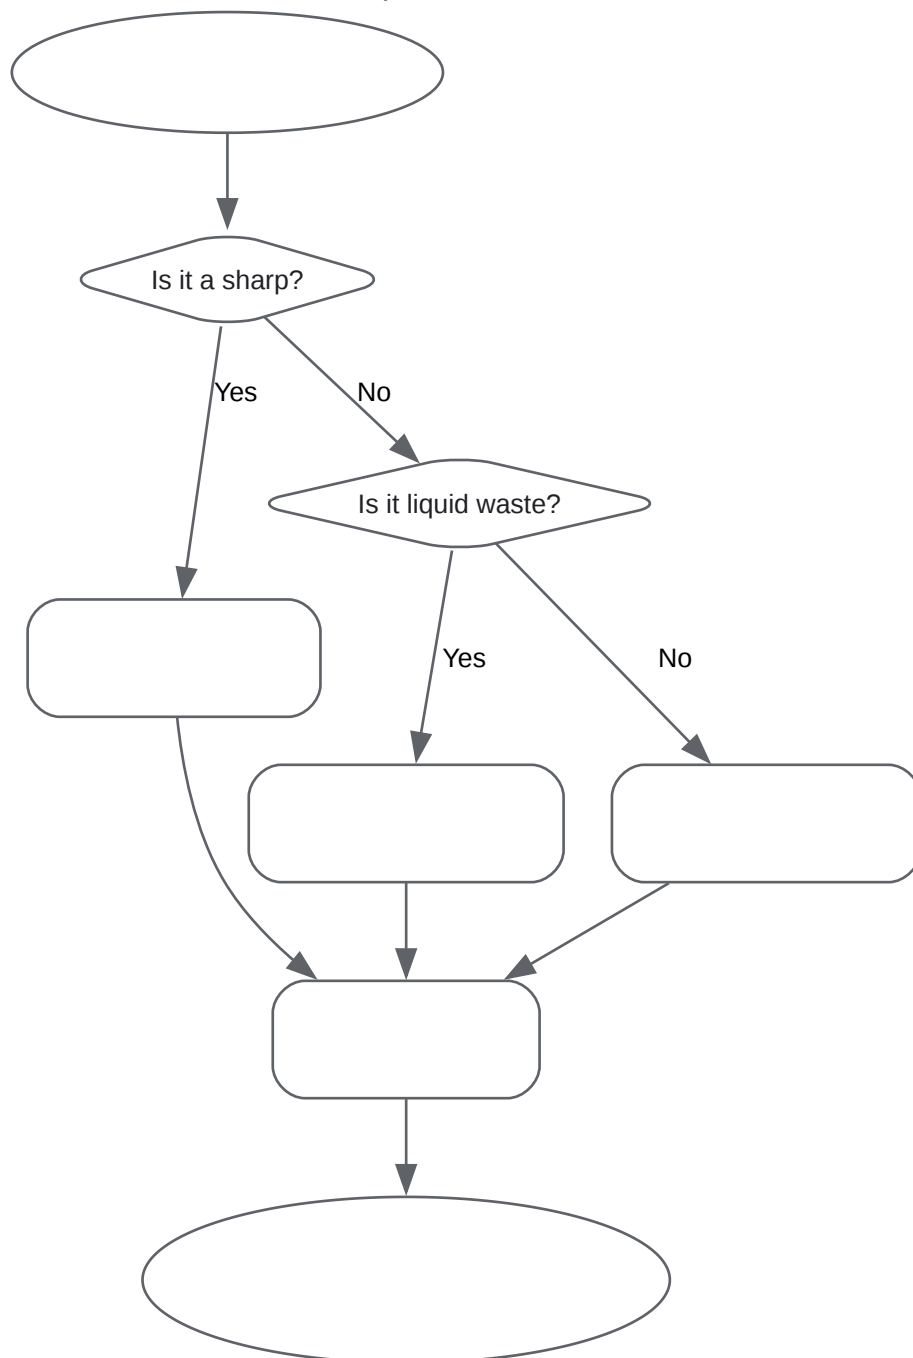 Is it a sharp?
Yes
No
Is it liquid waste?
Yes
No